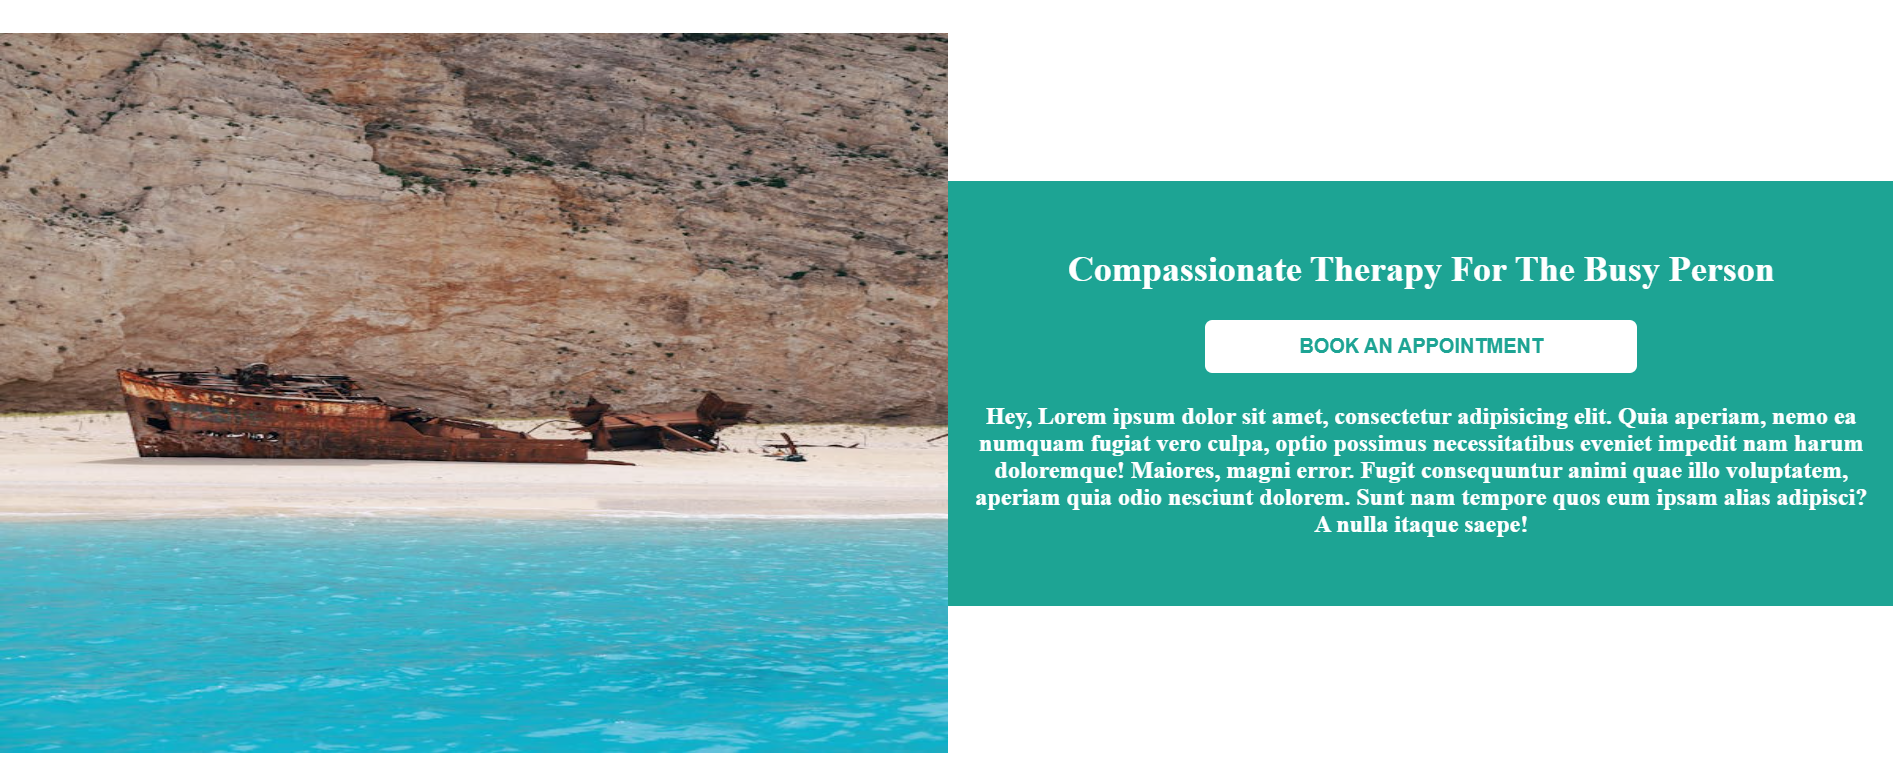 Compassionate Therapy For The Busy Person
BOOK AN APPOINTMENT
Hey, Lorem ipsum dolor sit amet, consectetur adipisicing elit. Quia aperiam, nemo ea
numquam fugiat vero culpa, optio possimus necessitatibus eveniet impedit nam harum
doloremque! Maiores, magni error. Fugit consequuntur animi quae illo voluptatem,
aperiam quia odio nesciunt dolorem. Sunt nam tempore quos eum ipsam alias adipisci?
A nulla itaque saepe!